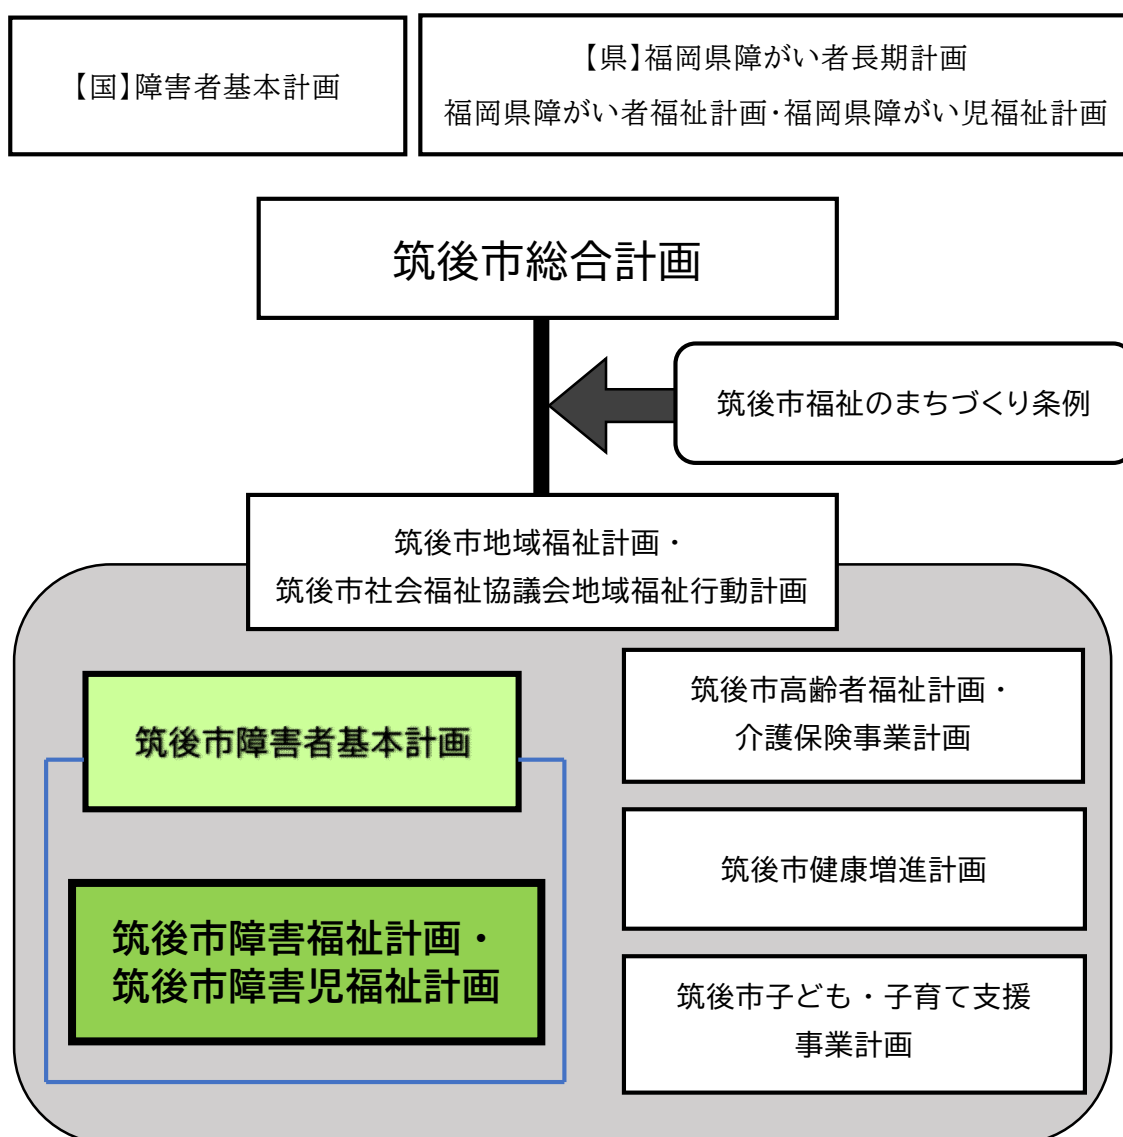 【国】障害者基本計画
【県】福岡県障がい者長期計画
福岡県障がい者福祉計画・福岡県障がい児福祉計画
筑後市総合計画
筑後市福祉のまちづくり条例
筑後市地域福祉計画・
筑後市社会福祉協議会地域福祉行動計画
筑後市障害者基本計画
筑後市障害福祉計画・
筑後市障害児福祉計画
筑後市高齢者福祉計画・
介護保険事業計画
筑後市健康増進計画
筑後市子ども・子育て支援
事業計画